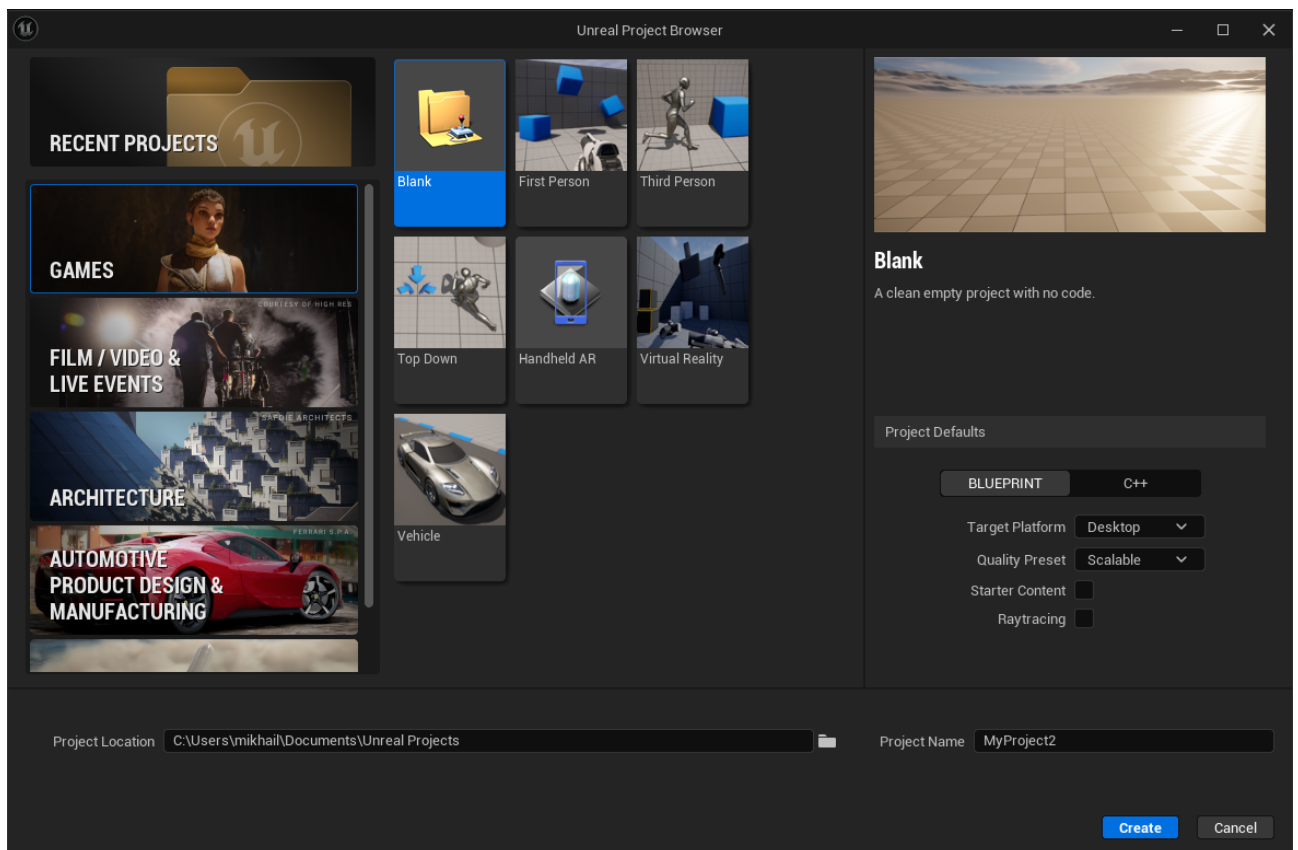 Unreal Project Browser
RECENT PROJECTS
GAMES
COURTESY OF HIGH RES
FILM / VIDEO &
LIVE EVENTS
SAFDIE ARCHITECTS
ARCHITECTURE
FERRARI S.P.A.
AUTOMOTIVE
PRODUCT DESIGN &
MANUFACTURING
Blank
First Person
Third Person
Top Down
Handheld AR
Virtual Reality
Vehicle
Blank
A clean empty project with no code.
Project Defaults
BLUEPRINT
C++
Target Platform
Desktop
Quality Preset
Scalable
Starter Content
Raytracing
Project Location
C:\Users\mikhail\Documents\Unreal Projects
Project Name
MyProject2
Create
Cancel